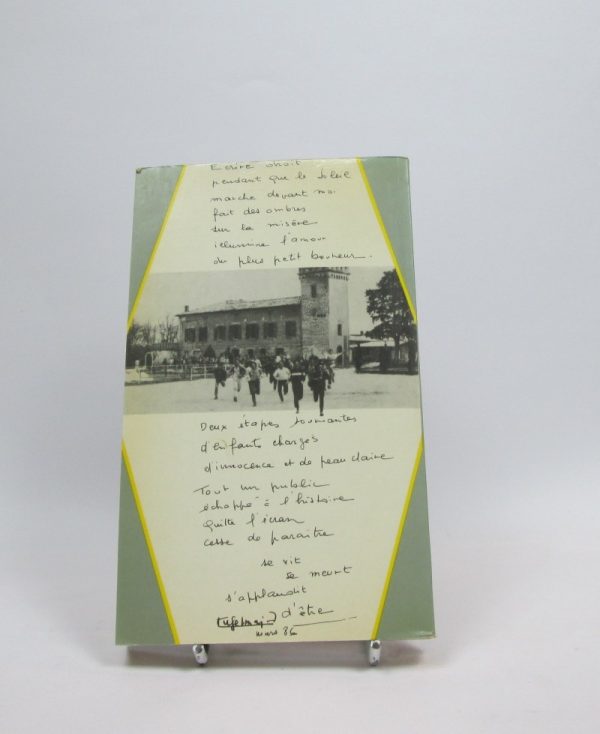 Ecrire droit
pendant que le soleil
marche devant moi
fait des ombres
sur la misère
illumine l'amour
du plus petit bonheur.
Deux étapes souriantes
d'enfants chargés
d'innocence et de peau claire
Tout un public
échappé à l'histoire
quitte l'écran
cesse de paraître
se vit
se meurt
s'applaudit
d'être
mars 86